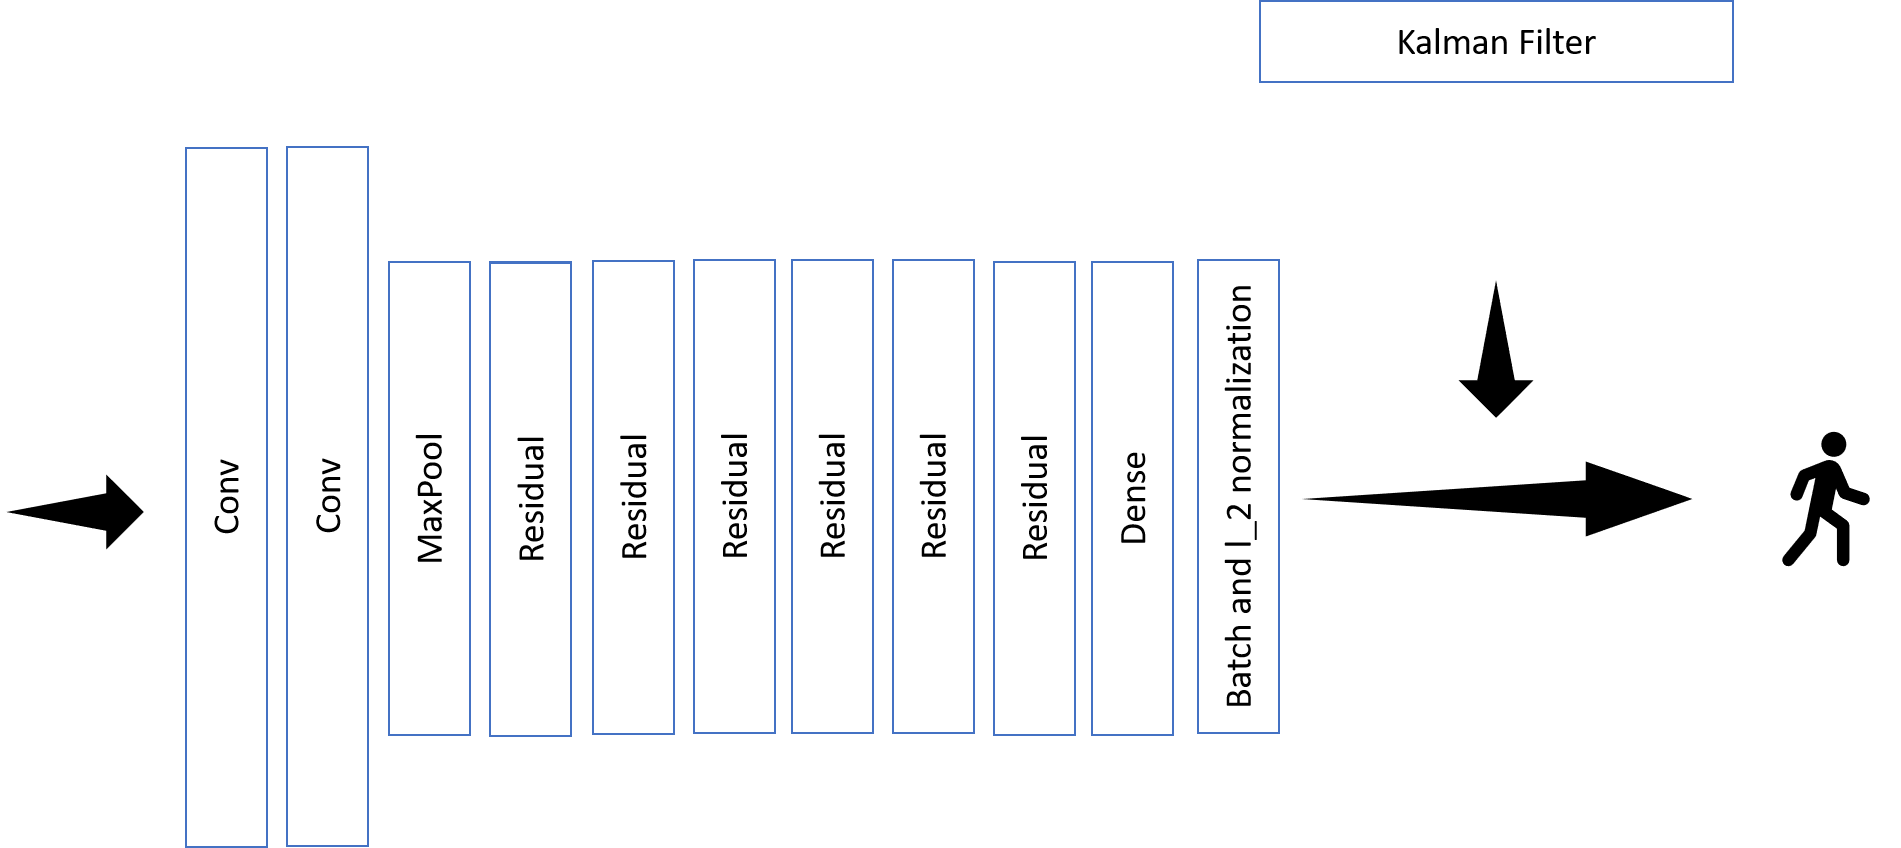 Kalman Filter
Conv
Conv
MaxPool
Residual
Residual
Residual
Residual
Residual
Residual
Dense
Batch and l_2 normalization